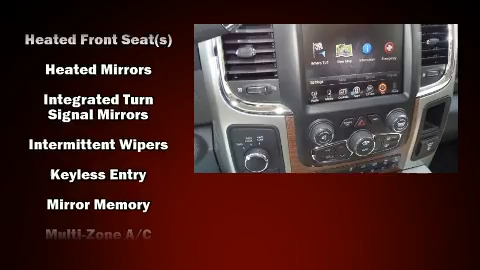 Heated Front Seat(s)
Heated Mirrors
Integrated Turn
Signal Mirrors
Intermittent Wipers
Keyless Entry
Mirror Memory
Multi-Zone A/C